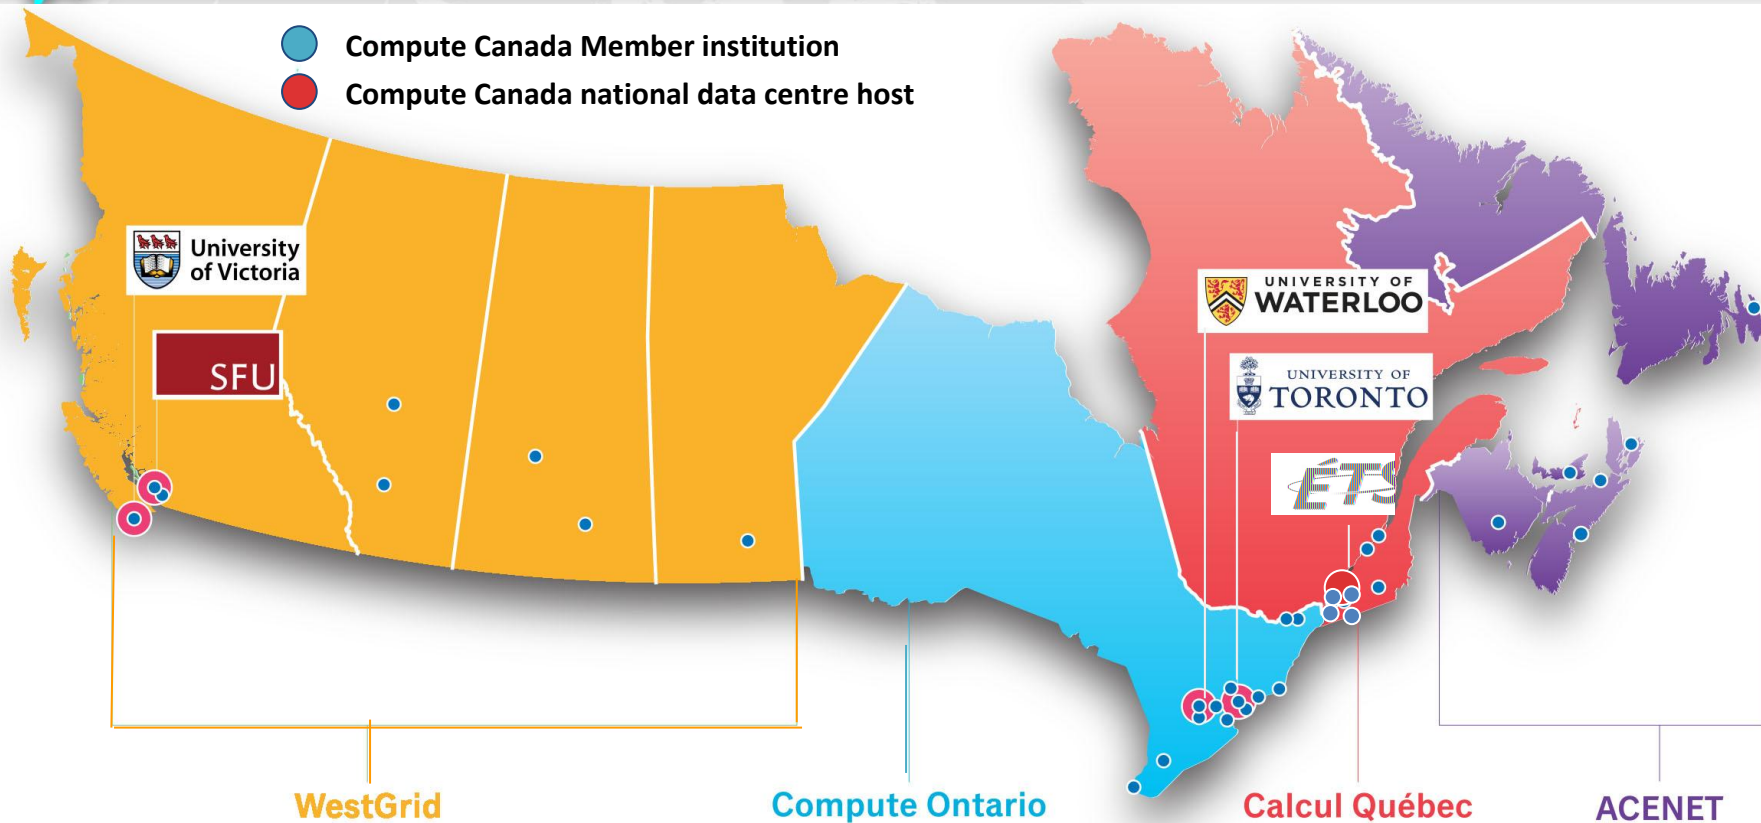 Compute Canada Member institution
Compute Canada national data centre host
University
of Victoria
SFU
UNIVERSITY OF
WATERLOO
UNIVERSITY OF
TORONTO
ÉTS
WestGrid
Compute Ontario
Calcul Québec
ACENET